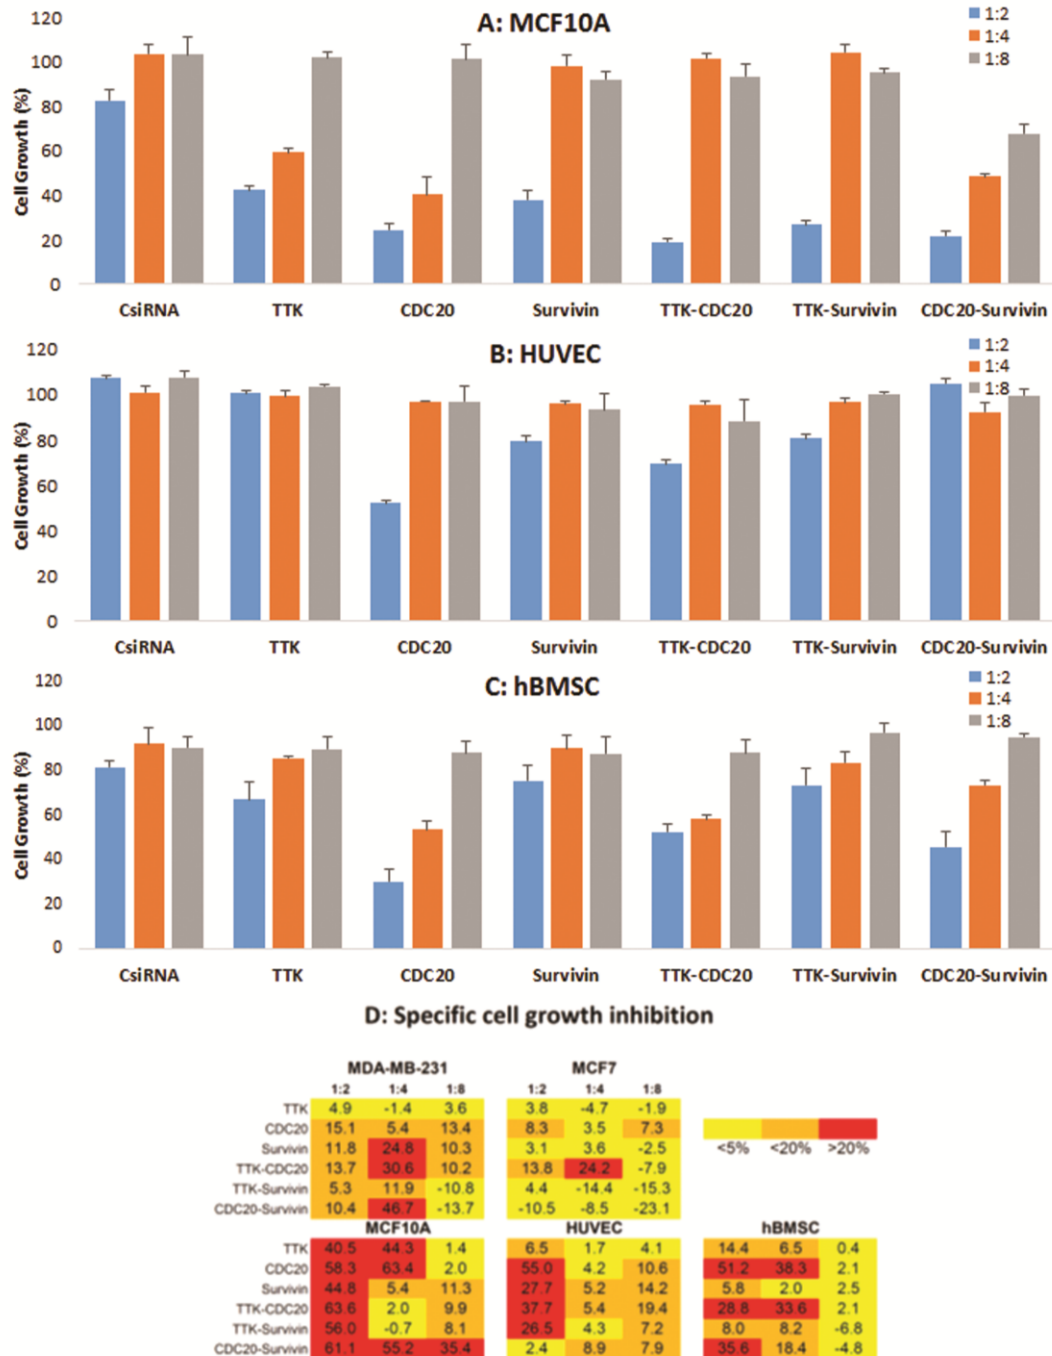 A: MCF10A
1:2
1:4
1:8
120
100
80
60
40
20
0
Cell Growth (%)
CsiRNA TTK CDC20 Survivin TTK-CDC20 TTK-Survivin CDC20-Survivin
B: HUVEC
1:2
1:4
1:8
120
100
80
60
40
20
0
Cell Growth (%)
CsiRNA TTK CDC20 Survivin TTK-CDC20 TTK-Survivin CDC20-Survivin
C: hBMSC
1:2
1:4
1:8
120
100
80
60
40
20
0
Cell Growth (%)
CsiRNA TTK CDC20 Survivin TTK-CDC20 TTK-Survivin CDC20-Survivin
D: Specific cell growth inhibition
MDA-MB-231 MCF7
1:2 1:4 1:8 1:2 1:4 1:8
TTK 4.9 -1.4 3.6 3.8 -4.7 -1.9
CDC20 15.1 5.4 13.4 8.3 3.5 7.3
Survivin 11.8 24.8 10.3 3.1 3.6 -2.5
TTK-CDC20 13.7 30.6 10.2 13.8 24.2 -7.9
TTK-Survivin 5.3 11.9 -10.8 4.4 -14.4 -15.3
CDC20-Survivin 10.4 46.7 -13.7 -10.5 -8.5 -23.1
<5% <20% >20%
MCF10A HUVEC hBMSC
TTK 40.5 44.3 1.4 6.5 1.7 4.1 14.4 6.5 0.4
CDC20 58.3 63.4 2.0 55.0 4.2 10.6 51.2 38.3 2.1
Survivin 44.8 5.4 11.3 27.7 5.2 14.2 5.8 2.0 2.5
TTK-CDC20 63.6 2.0 9.9 37.7 5.4 19.4 28.8 33.6 2.1
TTK-Survivin 56.0 -0.7 8.1 26.5 4.3 7.2 8.0 8.2 -6.8
CDC20-Survivin 61.1 55.2 35.4 2.4 8.9 7.9 35.6 18.4 -4.8